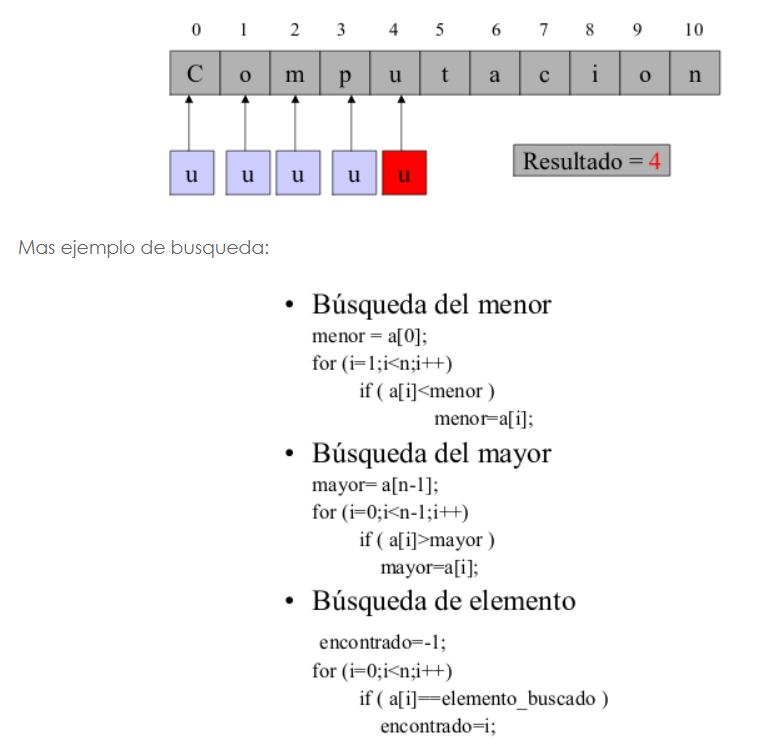 0 1 2 3 4 5 6 7 8 9 10
C o m p u t a c i o n
u u u u u
Resultado = 4
Mas ejemplo de busqueda:
• Búsqueda del menor
menor = a[0];
for (i=1;i<n;i++)
if ( a[i]<menor )
menor=a[i];
• Búsqueda del mayor
mayor= a[n-1];
for (i=0;i<n-1;i++)
if ( a[i]>mayor )
mayor=a[i];
• Búsqueda de elemento
encontrado=-1;
for (i=0;i<n;i++)
if ( a[i]==elemento_buscado )
encontrado=i;